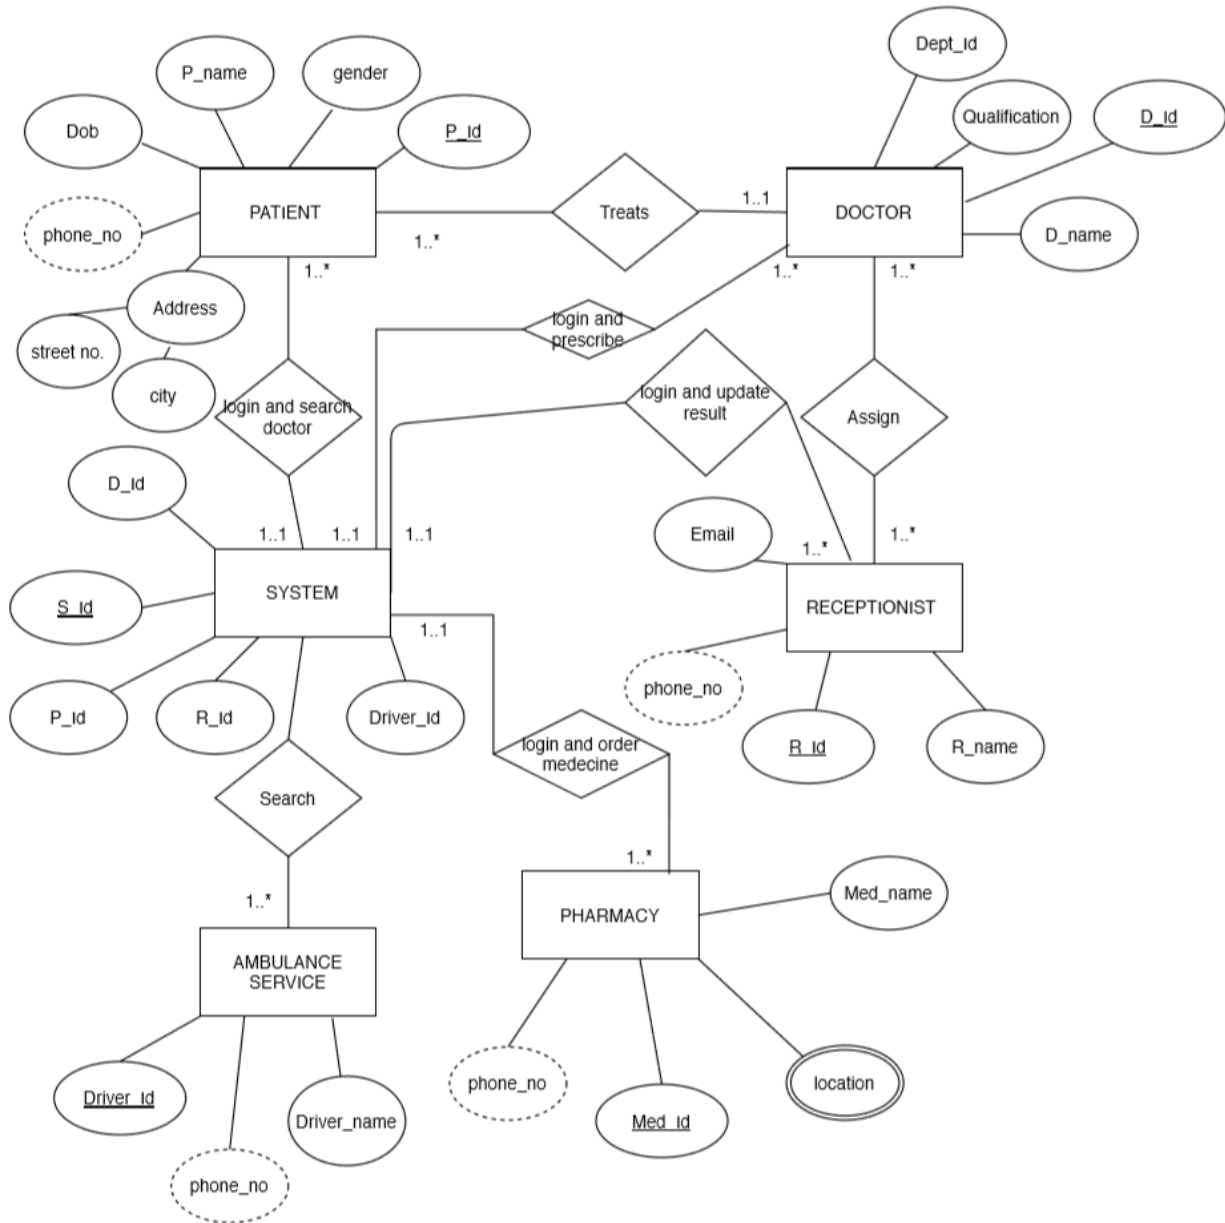 Dept_id
P_name
gender
Qualification
D_id
Dob
P_id
PATIENT
Treats
1..1
DOCTOR
phone_no
1..*
D_name
1..*
1..*
1..*
Address
login and
prescribe
street no.
city
login and search
doctor
login and update
result
Assign
D_id
1..1
1..1
1..1
Email
1..*
1..*
S_id
SYSTEM
RECEPTIONIST
1..1
phone_no
P_id
R_id
Driver_id
login and order
medecine
R_id
R_name
Search
1..*
Med_name
1..*
PHARMACY
AMBULANCE
SERVICE
phone_no
location
Driver_id
Driver_name
Med_id
phone_no